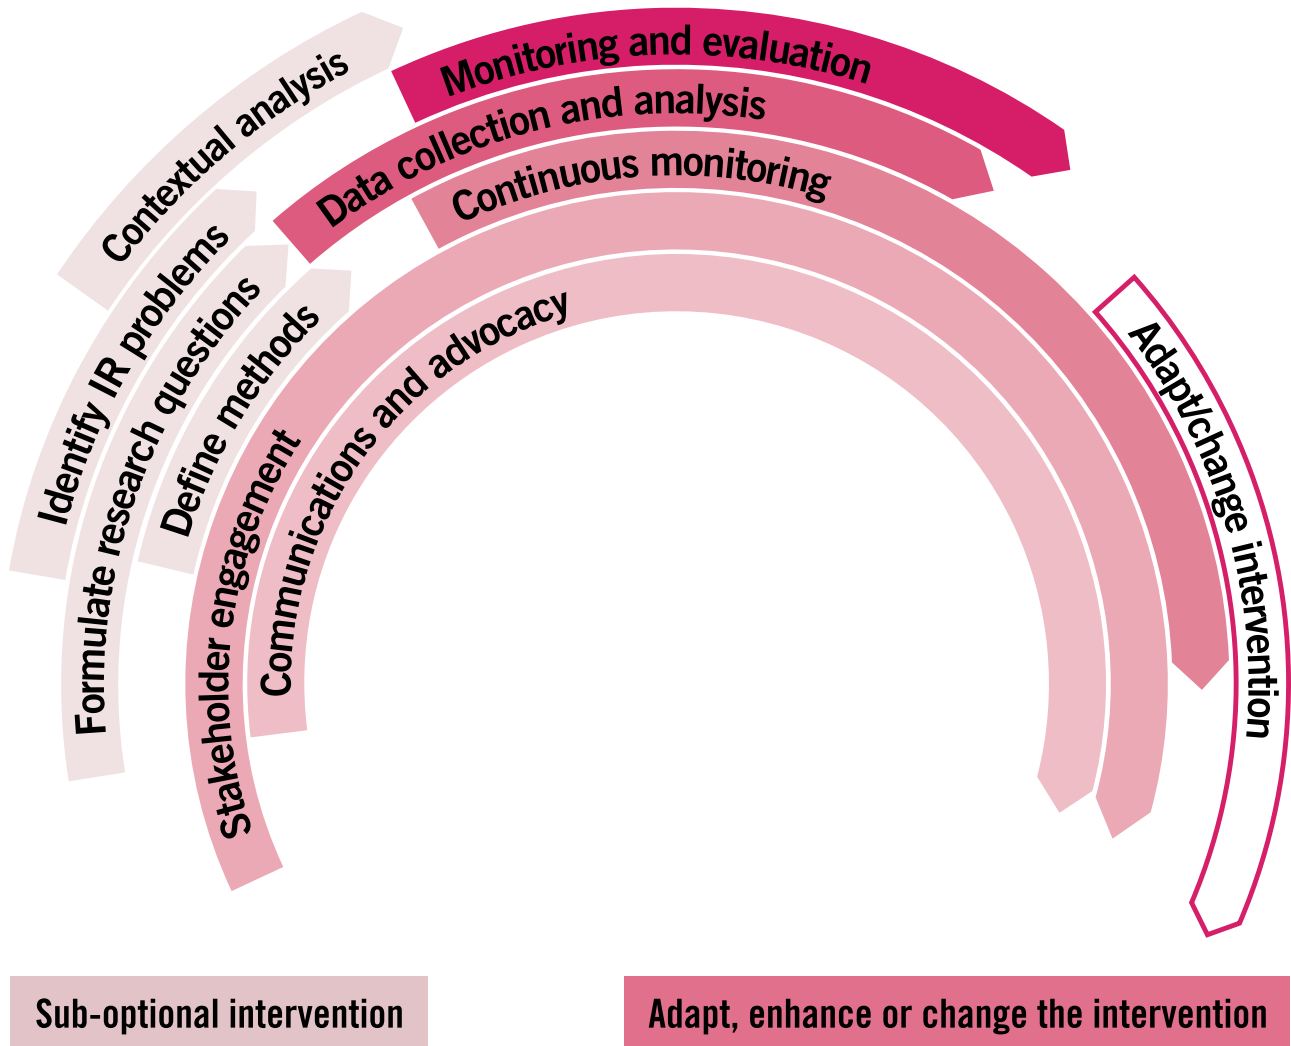 Contextual analysis
Monitoring and evaluation
Data collection and analysis
Continuous monitoring
Identify IR problems
Formulate research questions
Define methods
Stakeholder engagement
Communications and advocacy
Adapt/change intervention
Sub-optional intervention
Adapt, enhance or change the intervention